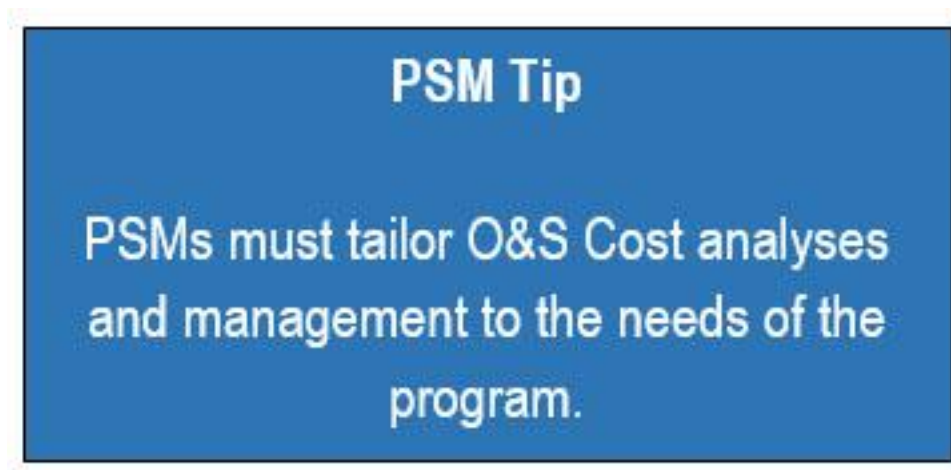 PSM Tip
PSMs must tailor O&S Cost analyses
and management to the needs of the
program.